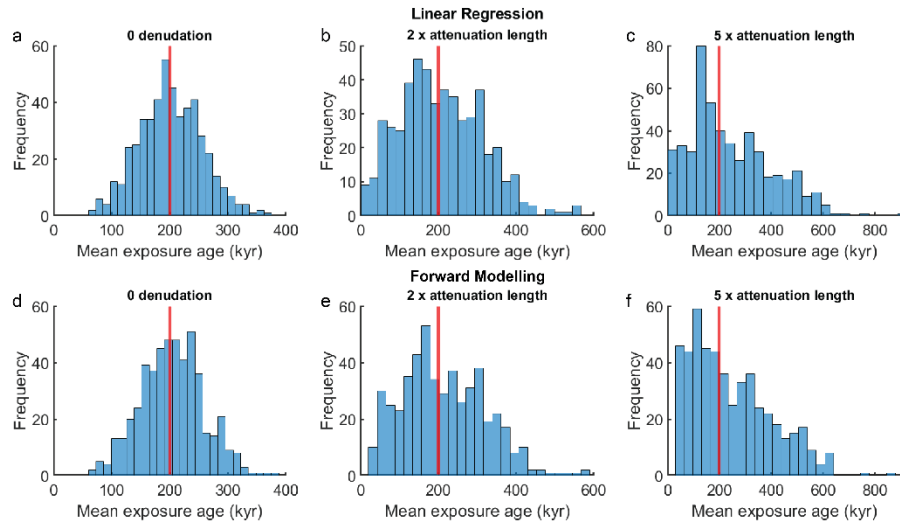 Linear Regression
a
0 denudation
b
2 x attenuation length
c
5 x attenuation length
Frequency
60
40
20
0
0 100 200 300 400
Mean exposure age (kyr)
Frequency
50
40
30
20
10
0
0 200 400 600
Mean exposure age (kyr)
Frequency
80
60
40
20
0
0 200 400 600 800
Mean exposure age (kyr)
Forward Modelling
d
0 denudation
e
2 x attenuation length
f
5 x attenuation length
Frequency
60
40
20
0
0 100 200 300 400
Mean exposure age (kyr)
Frequency
60
40
20
0
0 200 400 600
Mean exposure age (kyr)
Frequency
60
40
20
0
0 200 400 600 800
Mean exposure age (kyr)